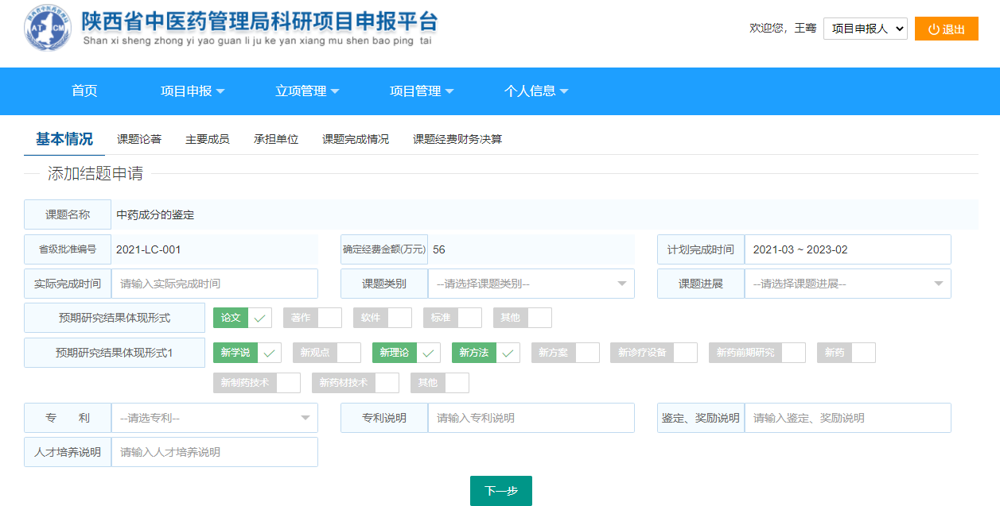 陕西省中医药管理局科研项目申报平台
Shan xi sheng zhong yi yao guan li ju ke yan xiang mu shen bao ping tai
AT CM
欢迎您，王骞 项目申报人 退出
首页 项目申报 立项管理 项目管理 个人信息
基本情况 课题论著 主要成员 承担单位 课题完成情况 课题经费财务决算
添加结题申请
课题名称 中药成分的鉴定
省级批准编号 2021-LC-001 确定经费金额(万元) 56 计划完成时间 2021-03 ~ 2023-02
实际完成时间 请输入实际完成时间 课题类别 --请选择课题类别-- 课题进展 --请选择课题进展--
预期研究结果体现形式 论文 著作 软件 标准 其他
预期研究结果体现形式1 新学说 新观点 新理论 新方法 新方案 新诊疗设备 新药前期研究 新药
新制药技术 新药材技术 其他
专 利 --请选专利-- 专利说明 请输入专利说明 鉴定、奖励说明 请输入鉴定、奖励说明
人才培养说明 请输入人才培养说明
下一步